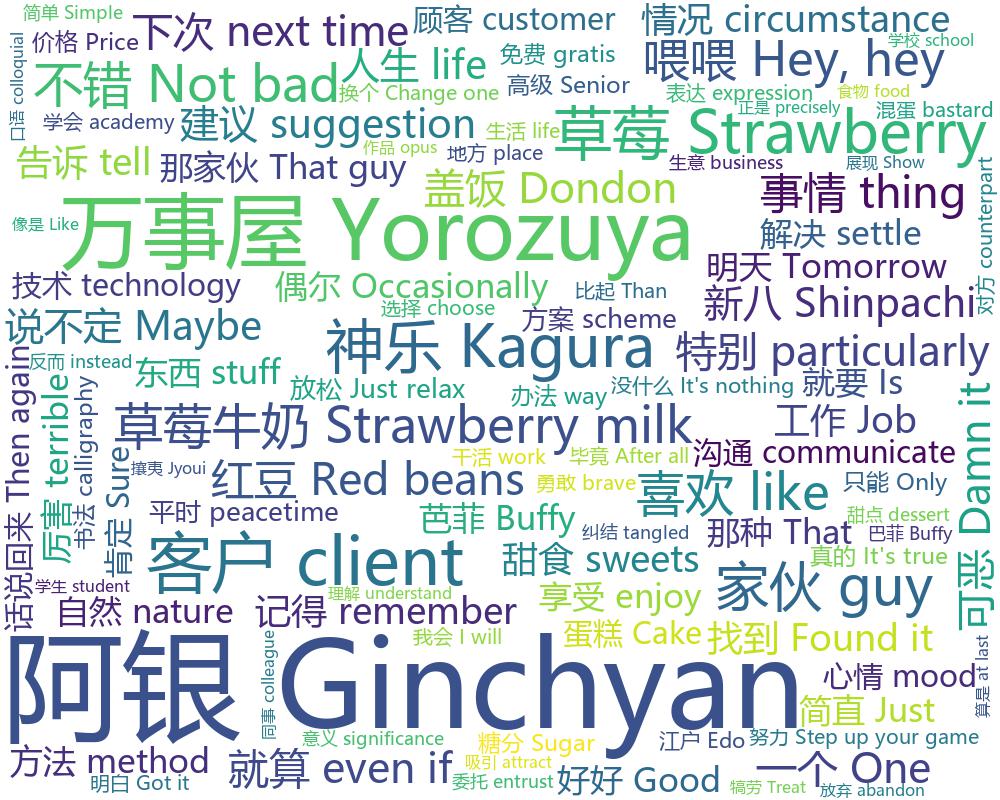 简单 Simple
下次 next time
顾客 customer
情况 circumstance
口语 colloquial
价格 Price
人生 life
免费 gratis
喂喂 Hey, hey
学校 school
不错 Not bad
换个 Change one
高级 Senior
表达 expression
食物 food
学会 academy
建议 suggestion
生活 life
草莓 Strawberry
正是 precisely
混蛋 bastard
告诉 tell
那家伙 That guy
作品 opus
地方 place
生意 business
展现 Show
对方 counterpart
盖饭 Dondon
事情 thing
像是 Like
万事屋 Yorozuya
解决 settle
技术 technology
偶尔 Occasionally
比起 Than
明天 Tomorrow
说不定 Maybe
选择 choose
方案 scheme
新八 Shinpachi
神乐 Kagura
特别 particularly
话说回来 Then again
反而 instead
东西 stuff
放松 Just relax
办法 way
没什么 It's nothing
就要 Is
厉害 terrible
书法 calligraphy
肯定 Sure
草莓牛奶 Strawberry milk
工作 Job
可恶 Damn it
攘夷 Jyoui
红豆 Red beans
干活 work
毕竟 After all
沟通 communicate
勇敢 brave
喜欢 like
只能 Only
平时 peacetime
芭菲 Buffy
纠结 tangled
那种 That
甜点 dessert
芭菲 Buffy
客户 client
甜食 sweets
真的 It's true
学生 student
理解 understand
享受 enjoy
家伙 guy
自然 nature
记得 remember
我会 I will
蛋糕 Cake
找到 Found it
阿银 Ginchyan
同事 colleague
心情 mood
算是 at last
简直 Just
意义 significance
糖分 Sugar
江户 Edo
努力 Step up your game
方法 method
明白 Got it
就算 even if
吸引 attract
委托 entrust
好好 Good
一个 One
犒劳 Treat
放弃 abandon